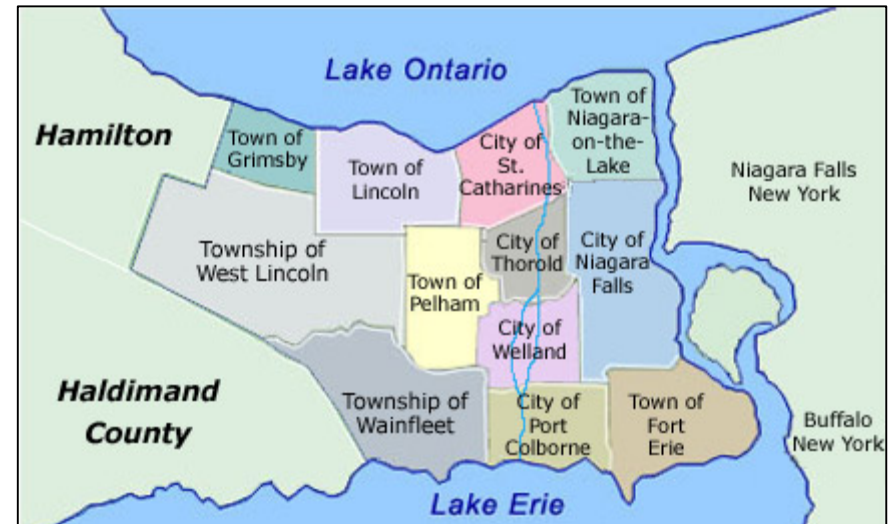 Lake Ontario
Hamilton
Town of
Grimsby
Town of
Lincoln
City of
St.
Catharines
Town of
Niagara-
on-the-
Lake
Niagara Falls
New York
Township of
West Lincoln
Town of
Pelham
City of
Thorold
City of
Niagara
Falls
City of
Welland
Haldimand
County
Township of
Wainfleet
City of
Port
Colborne
Town of
Fort
Erie
Buffalo
New York
Lake Erie